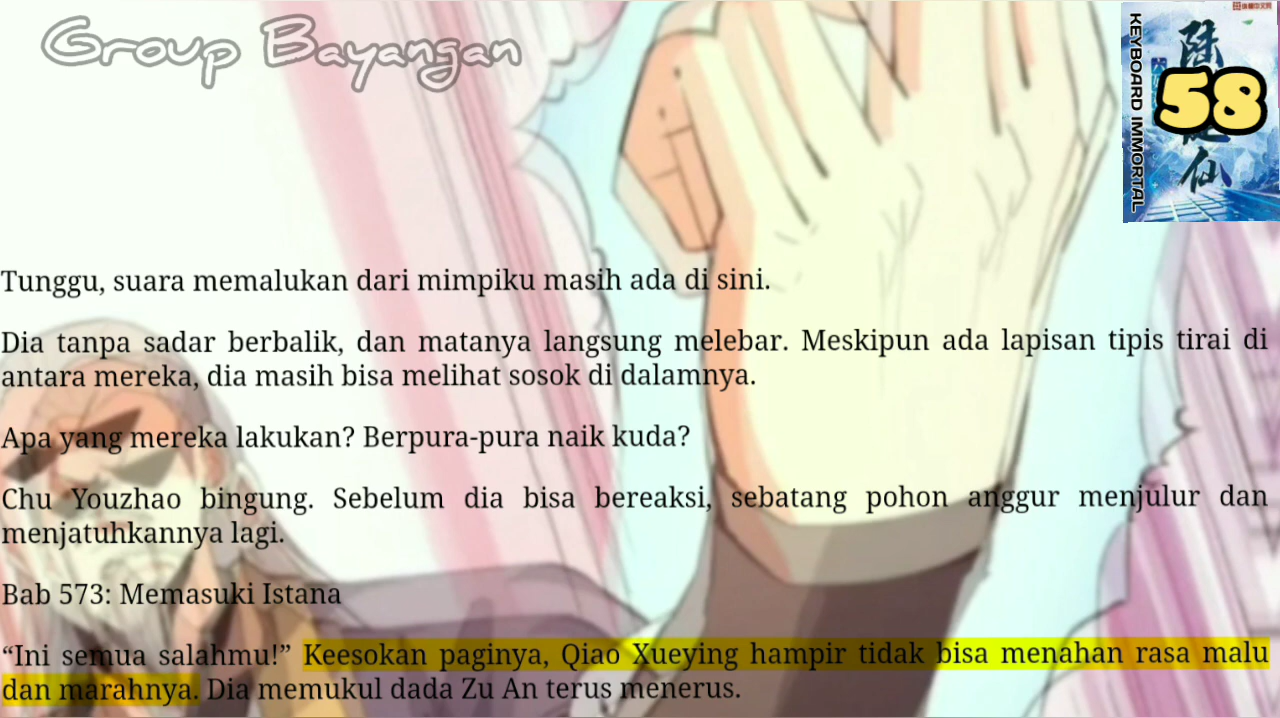 Group Bayangan
KEYBOARD IMMORTAL
58
Tunggu, suara memalukan dari mimpiku masih ada di sini.
Dia tanpa sadar berbalik, dan matanya langsung melebar. Meskipun ada lapisan tipis tirai di
antara mereka, dia masih bisa melihat sosok di dalamnya.
Apa yang mereka lakukan? Berpura-pura naik kuda?
Chu Youzhao bingung. Sebelum dia bisa bereaksi, sebatang pohon anggur menjulur dan
menjatuhkannya lagi.
Bab 573: Memasuki Istana
“Ini semua salahmu!” Keesokan paginya, Qiao Xueying hampir tidak bisa menahan rasa malu
dan marahnya. Dia memukul dada Zu An terus menerus.